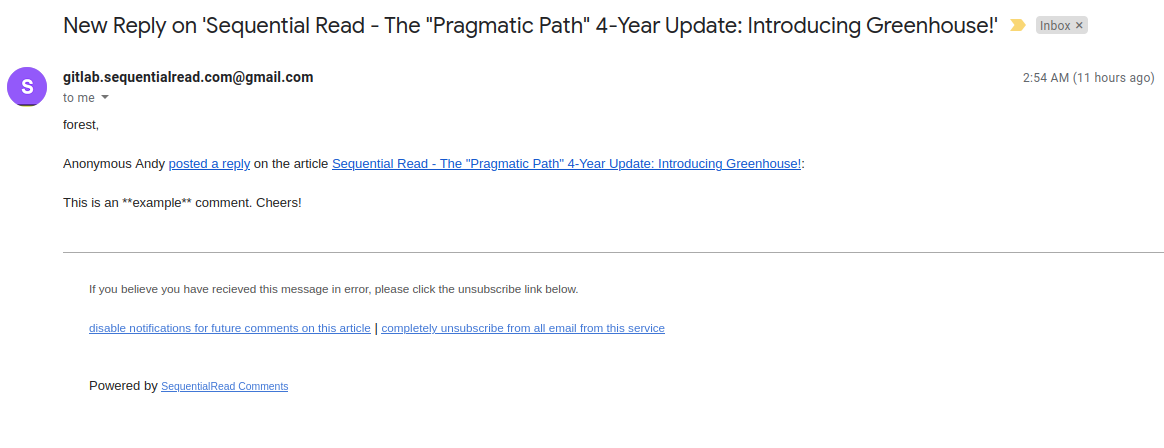 New Reply on 'Sequential Read - The "Pragmatic Path" 4-Year Update: Introducing Greenhouse!' Inbox ×
S
gitlab.sequentialread.com@gmail.com 2:54 AM (11 hours ago)
to me
forest,
Anonymous Andy posted a reply on the article Sequential Read - The "Pragmatic Path" 4-Year Update: Introducing Greenhouse!:
This is an **example** comment. Cheers!
If you believe you have recieved this message in error, please click the unsubscribe link below.
disable notifications for future comments on this article | completely unsubscribe from all email from this service
Powered by SequentialRead Comments